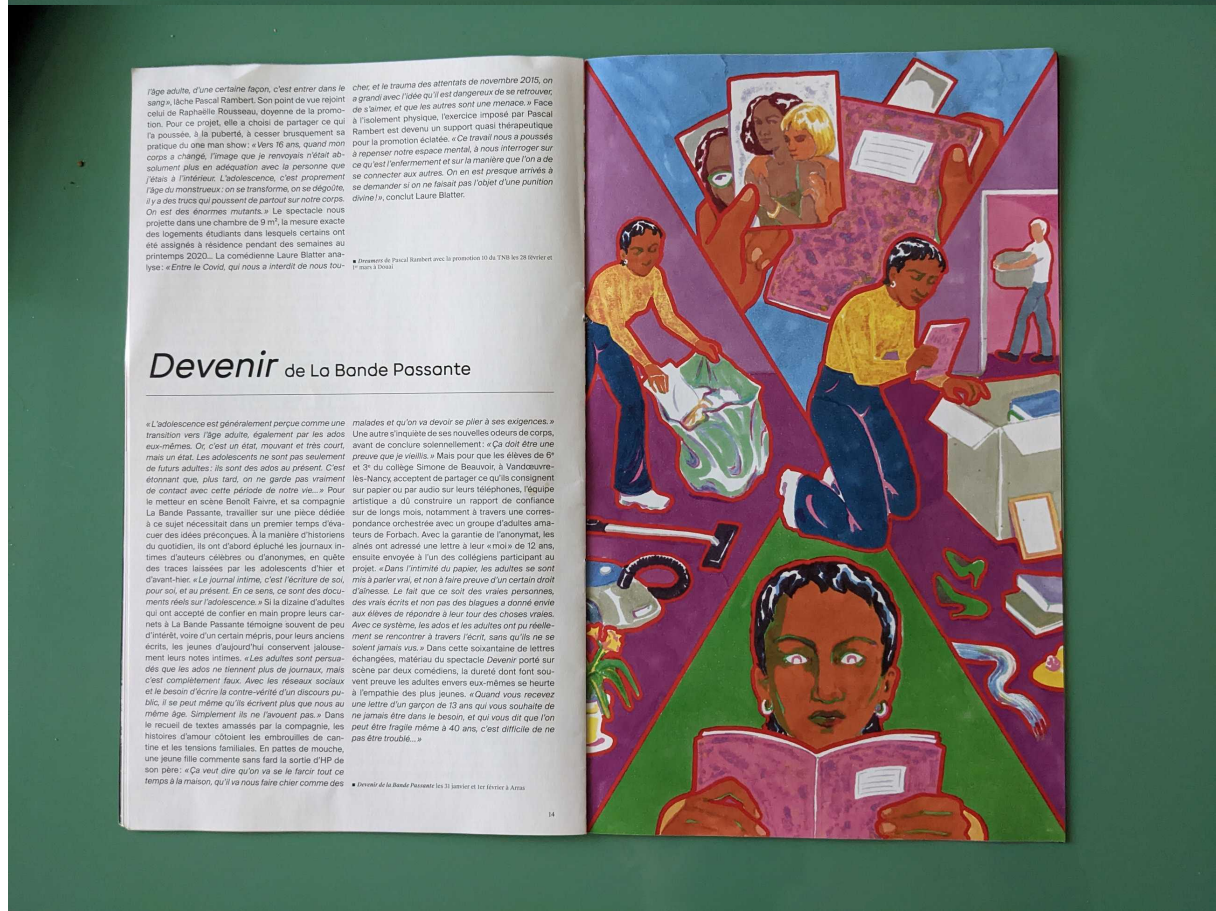 l'âge adulte, d'une certaine façon, c'est entrer dans le
sang », lâche Pascal Rambert. Son point de vue rejoint
celui de Raphaëlle Rousseau, doyenne de la promo-
tion. Pour ce projet, elle a choisi de partager ce qui
l'a poussée, à la puberté, à cesser brusquement sa
pratique du one man show : « Vers 16 ans, quand mon
corps a changé, l'image que je renvoyais n'était ab-
solument plus en adéquation avec la personne que
j'étais à l'intérieur. L'adolescence, c'est proprement
l'âge du monstrueux : on se transforme, on se dégoûte,
il y a des trucs qui poussent de partout sur notre corps.
On est des énormes mutants. » Le spectacle nous
projette dans une chambre de 9 m², la mesure exacte
des logements étudiants dans lesquels certains ont
été assignés à résidence pendant des semaines au
printemps 2020... La comédienne Laure Blatter ana-
lyse : « Entre le Covid, qui nous a interdit de nous tou-
cher, et le trauma des attentats de novembre 2015, on
a grandi avec l'idée qu'il est dangereux de se retrouver,
de s'aimer, et que les autres sont une menace. » Face
à l'isolement physique, l'exercice imposé par Pascal
Rambert est devenu un support quasi thérapeutique
pour la promotion éclatée. « Ce travail nous a poussés
à repenser notre espace mental, à nous interroger sur
ce qu'est l'enfermement et sur la manière que l'on a de
se connecter aux autres. On en est presque arrivés à
se demander si on ne faisait pas l'objet d'une punition
divine ! », conclut Laure Blatter.
■ Dreamers de Pascal Rambert avec la promotion 10 du TNB les 28 février et
1er mars à Douai
Devenir de La Bande Passante
« L'adolescence est généralement perçue comme une
transition vers l'âge adulte, également par les ados
eux-mêmes. Or, c'est un état, mouvant et très court,
mais un état. Les adolescents ne sont pas seulement
de futurs adultes : ils sont des ados au présent. C'est
étonnant que, plus tard, on ne garde pas vraiment
de contact avec cette période de notre vie... » Pour
le metteur en scène Benoît Faivre, et sa compagnie
La Bande Passante, travailler sur une pièce dédiée
à ce sujet nécessitait dans un premier temps d'éva-
cuer des idées préconçues. À la manière d'historiens
du quotidien, ils ont d'abord épluché les journaux in-
times d'auteurs célèbres ou d'anonymes, en quête
des traces laissées par les adolescents d'hier et
d'avant-hier. « Le journal intime, c'est l'écriture de soi,
pour soi, et au présent. En ce sens, ce sont des docu-
ments réels sur l'adolescence. » Si la dizaine d'adultes
qui ont accepté de confier en main propre leurs car-
nets à La Bande Passante témoigne souvent de peu
d'intérêt, voire d'un certain mépris, pour leurs anciens
écrits, les jeunes d'aujourd'hui conservent jalouse-
ment leurs notes intimes. « Les adultes sont persua-
dés que les ados ne tiennent plus de journaux, mais
c'est complètement faux. Avec les réseaux sociaux
et le besoin d'écrire la contre-vérité d'un discours pu-
blic, il se peut même qu'ils écrivent plus que nous au
même âge. Simplement ils ne l'avouent pas. » Dans
le recueil de textes amassés par la compagnie, les
histoires d'amour côtoient les embrouilles de can-
tine et les tensions familiales. En pattes de mouche,
une jeune fille commente sans fard la sortie d'HP de
son père : « Ça veut dire qu'on va se le farcir tout ce
temps à la maison, qu'il va nous faire chier comme des
malades et qu'on va devoir se plier à ses exigences. »
Une autre s'inquiète de ses nouvelles odeurs de corps,
avant de conclure solennellement : « Ça doit être une
preuve que je vieillis. » Mais pour que les élèves de 6e
et 3e du collège Simone de Beauvoir, à Vandœuvre-
lès-Nancy, acceptent de partager ce qu'ils consignent
sur papier ou par audio sur leurs téléphones, l'équipe
artistique a dû construire un rapport de confiance
sur de longs mois, notamment à travers une corres-
pondance orchestrée avec un groupe d'adultes ama-
teurs de Forbach. Avec la garantie de l'anonymat, les
aînés ont adressé une lettre à leur « moi » de 12 ans,
ensuite envoyée à l'un des collégiens participant au
projet. « Dans l'intimité du papier, les adultes se sont
mis à parler vrai, et non à faire preuve d'un certain droit
d'aînesse. Le fait que ce soit des vraies personnes,
des vrais écrits et non pas des blagues a donné envie
aux élèves de répondre à leur tour des choses vraies.
Avec ce système, les ados et les adultes ont pu réelle-
ment se rencontrer à travers l'écrit, sans qu'ils ne se
soient jamais vus. » Dans cette soixantaine de lettres
échangées, matériau du spectacle Devenir porté sur
scène par deux comédiens, la dureté dont font sou-
vent preuve les adultes envers eux-mêmes se heurte
à l'empathie des plus jeunes. « Quand vous recevez
une lettre d'un garçon de 13 ans qui vous souhaite de
ne jamais être dans le besoin, et qui vous dit que l'on
peut être fragile même à 40 ans, c'est difficile de ne
pas être troublé... »
■ Devenir de la Bande Passante les 31 janvier et 1er février à Arras
14